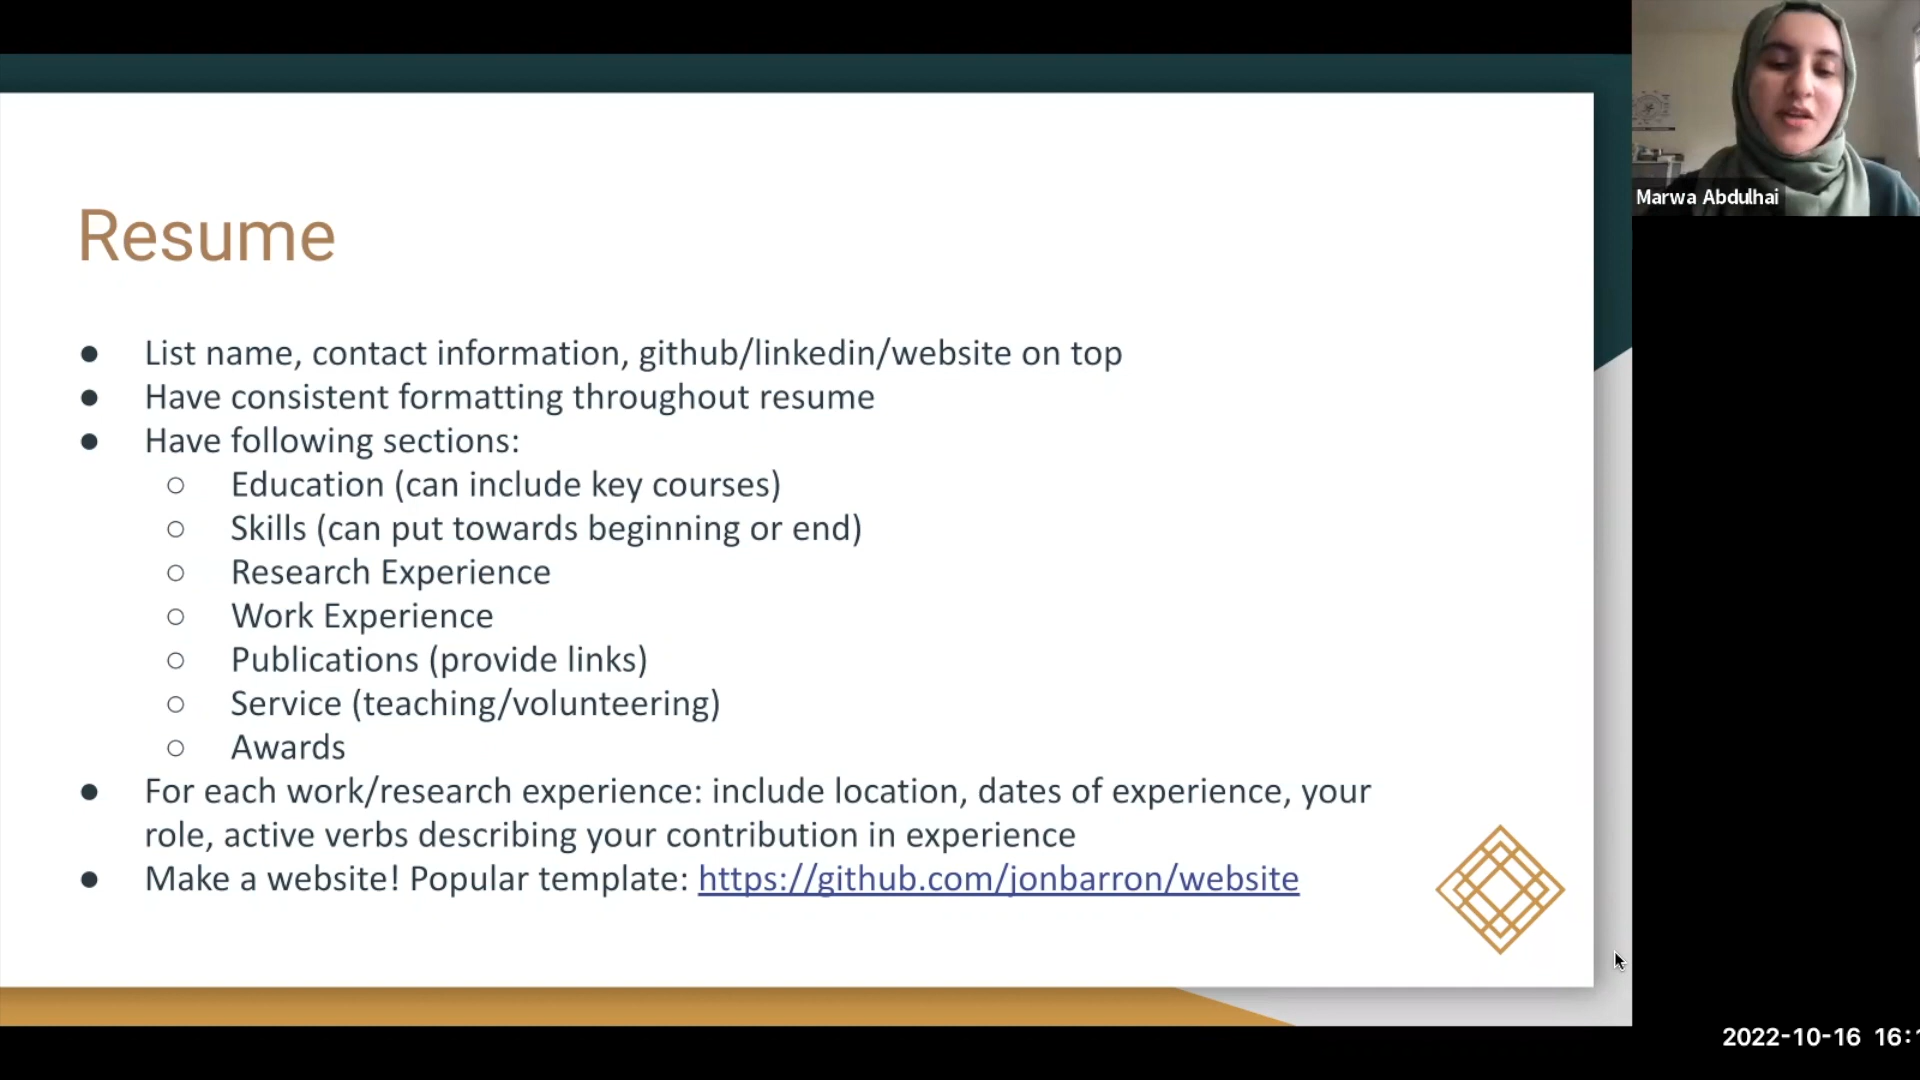 Resume
● List name, contact information, github/linkedin/website on top
● Have consistent formatting throughout resume
● Have following sections:
○ Education (can include key courses)
○ Skills (can put towards beginning or end)
○ Research Experience
○ Work Experience
○ Publications (provide links)
○ Service (teaching/volunteering)
○ Awards
● For each work/research experience: include location, dates of experience, your
role, active verbs describing your contribution in experience
● Make a website! Popular template: https://github.com/jonbarron/website
Marwa Abdulhai
2022-10-16 16: